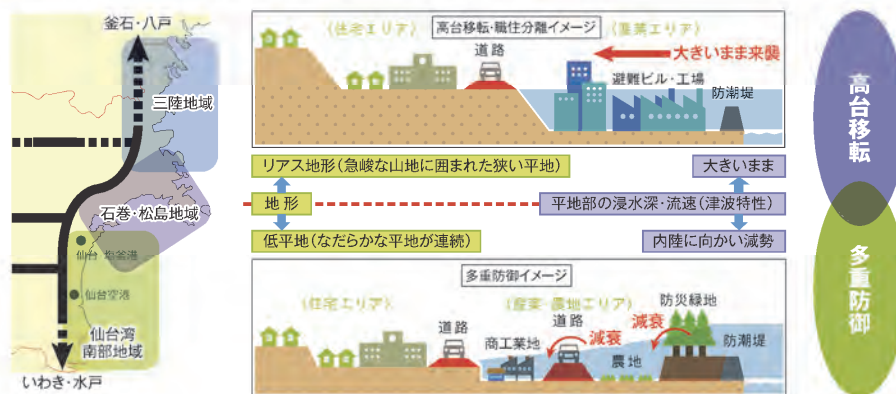 釜石・八戸
三陸地域
石巻・松島地域
仙台塩釜港
仙台空港
仙台湾
南部地域
いわき・水戸
高台移転・職住分離イメージ
〈住宅エリア〉
〈産業エリア〉
道路
大きいまま来襲
避難ビル・工場
防潮堤
リアス地形(急峻な山地に囲まれた狭い平地)
大きいまま
地形
平地部の浸水深・流速(津波特性)
低平地(なだらかな平地が連続)
内陸に向かい減勢
多重防御イメージ
〈住宅エリア〉
〈産業・農地エリア〉
道路
商工業地
道路
減衰
農地
減衰
防災緑地
防潮堤
高台移転
多重防御